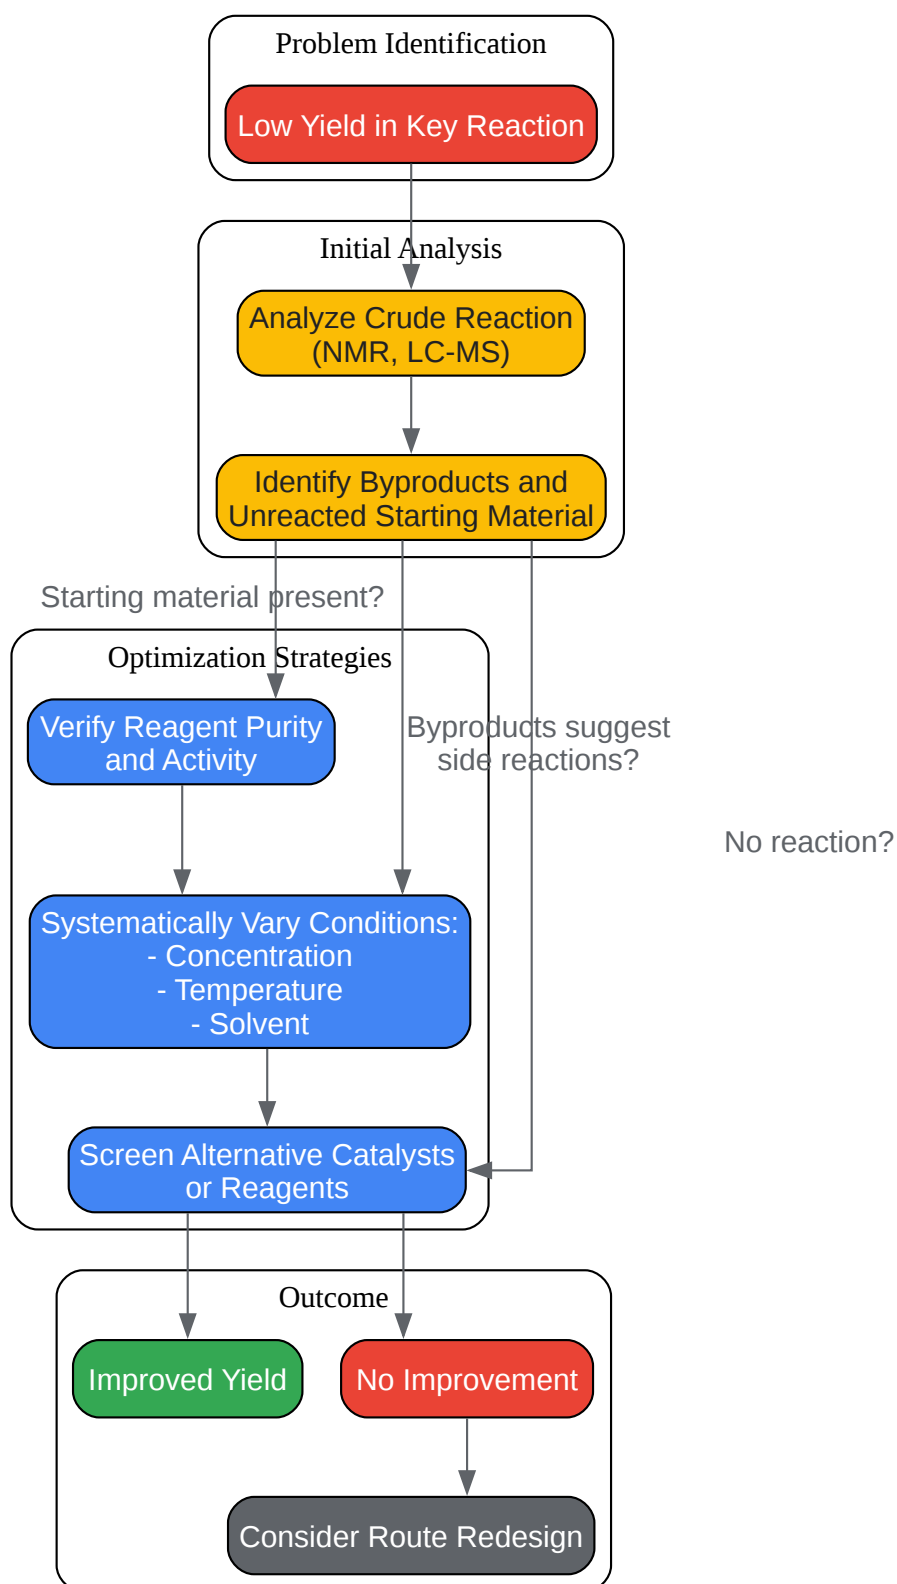 Problem Identification
Low Yield in Key Reaction
Initial Analysis
Analyze Crude Reaction
(NMR, LC-MS)
Identify Byproducts and
Unreacted Starting Material
Starting material present?
Optimization Strategies
Verify Reagent Purity
and Activity
Byproducts suggest
side reactions?
No reaction?
Systematically Vary Conditions:
- Concentration
- Temperature
- Solvent
Screen Alternative Catalysts
or Reagents
Outcome
Improved Yield
No Improvement
Consider Route Redesign